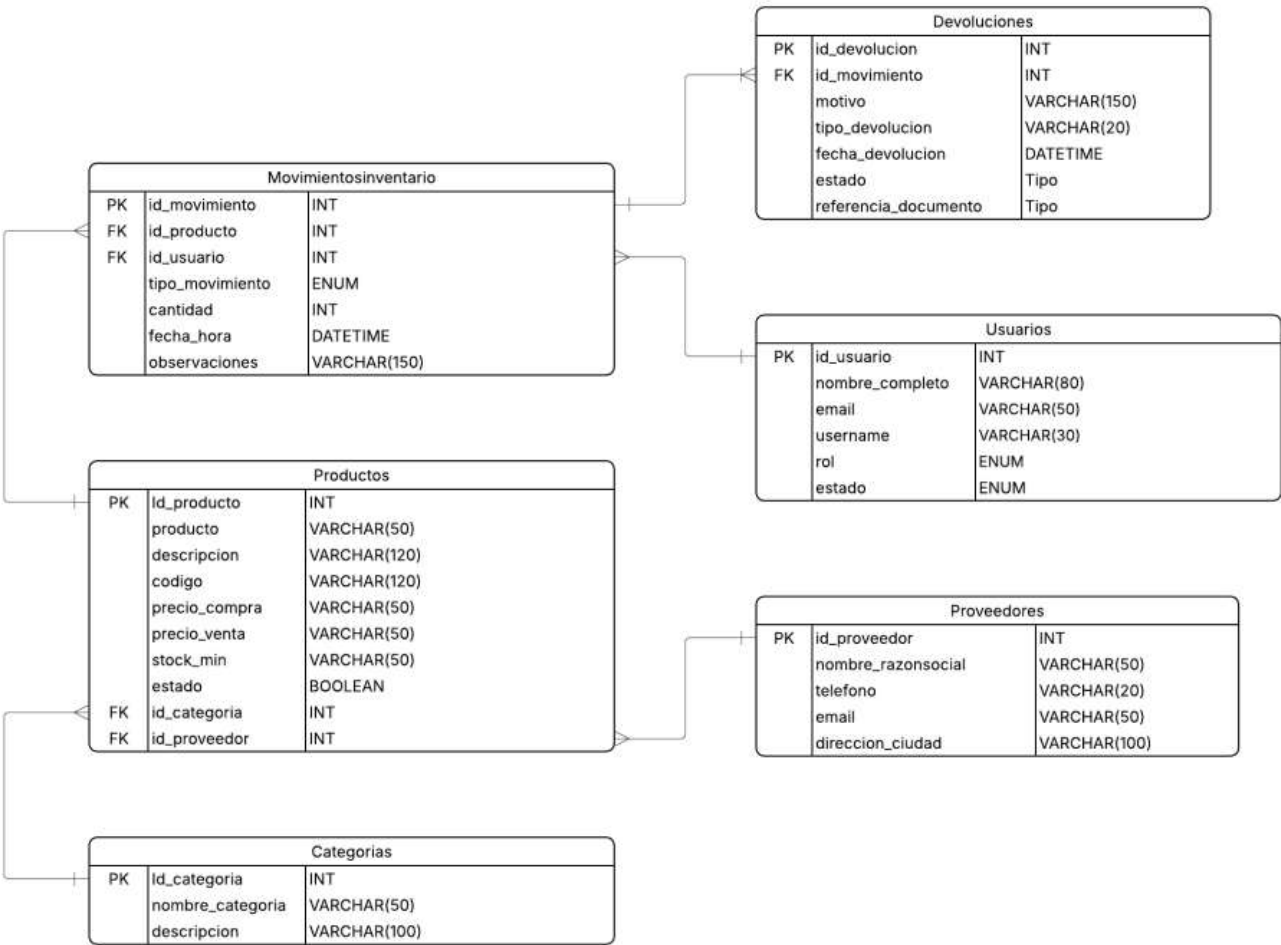 Devoluciones
PK id_devolucion INT
FK id_movimiento INT
motivo VARCHAR(150)
tipo_devolucion VARCHAR(20)
fecha_devolucion DATETIME
estado Tipo
referencia_documento Tipo
Movimientosinventario
PK id_movimiento INT
FK id_producto INT
FK id_usuario INT
tipo_movimiento ENUM
cantidad INT
fecha_hora DATETIME
observaciones VARCHAR(150)
Usuarios
PK id_usuario INT
nombre_completo VARCHAR(80)
email VARCHAR(50)
username VARCHAR(30)
rol ENUM
estado ENUM
Productos
PK Id_producto INT
producto VARCHAR(50)
descripcion VARCHAR(120)
codigo VARCHAR(120)
precio_compra VARCHAR(50)
precio_venta VARCHAR(50)
stock_min VARCHAR(50)
estado BOOLEAN
FK id_categoria INT
FK id_proveedor INT
Proveedores
PK id_proveedor INT
nombre_razonsocial VARCHAR(50)
telefono VARCHAR(20)
email VARCHAR(50)
direccion_ciudad VARCHAR(100)
Categorias
PK Id_categoria INT
nombre_categoria VARCHAR(50)
descripcion VARCHAR(100)